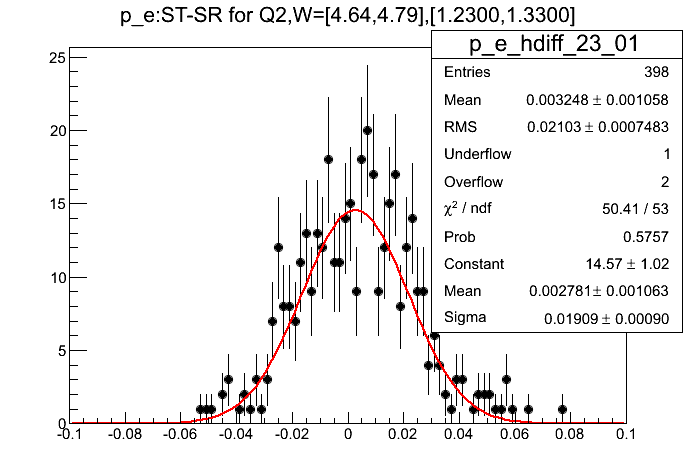 p_e:ST-SR for Q2,W=[4.64,4.79],[1.2300,1.3300]
p_e_hdiff_23_01
Entries 398
Mean 0.003248 ± 0.001058
RMS 0.02103 ± 0.0007483
Underflow 1
Overflow 2
χ² / ndf 50.41 / 53
Prob 0.5757
Constant 14.57 ± 1.02
Mean 0.002781 ± 0.001063
Sigma 0.01909 ± 0.00090
25
20
15
10
5
0
-0.1 -0.08 -0.06 -0.04 -0.02 0 0.02 0.04 0.06 0.08 0.1